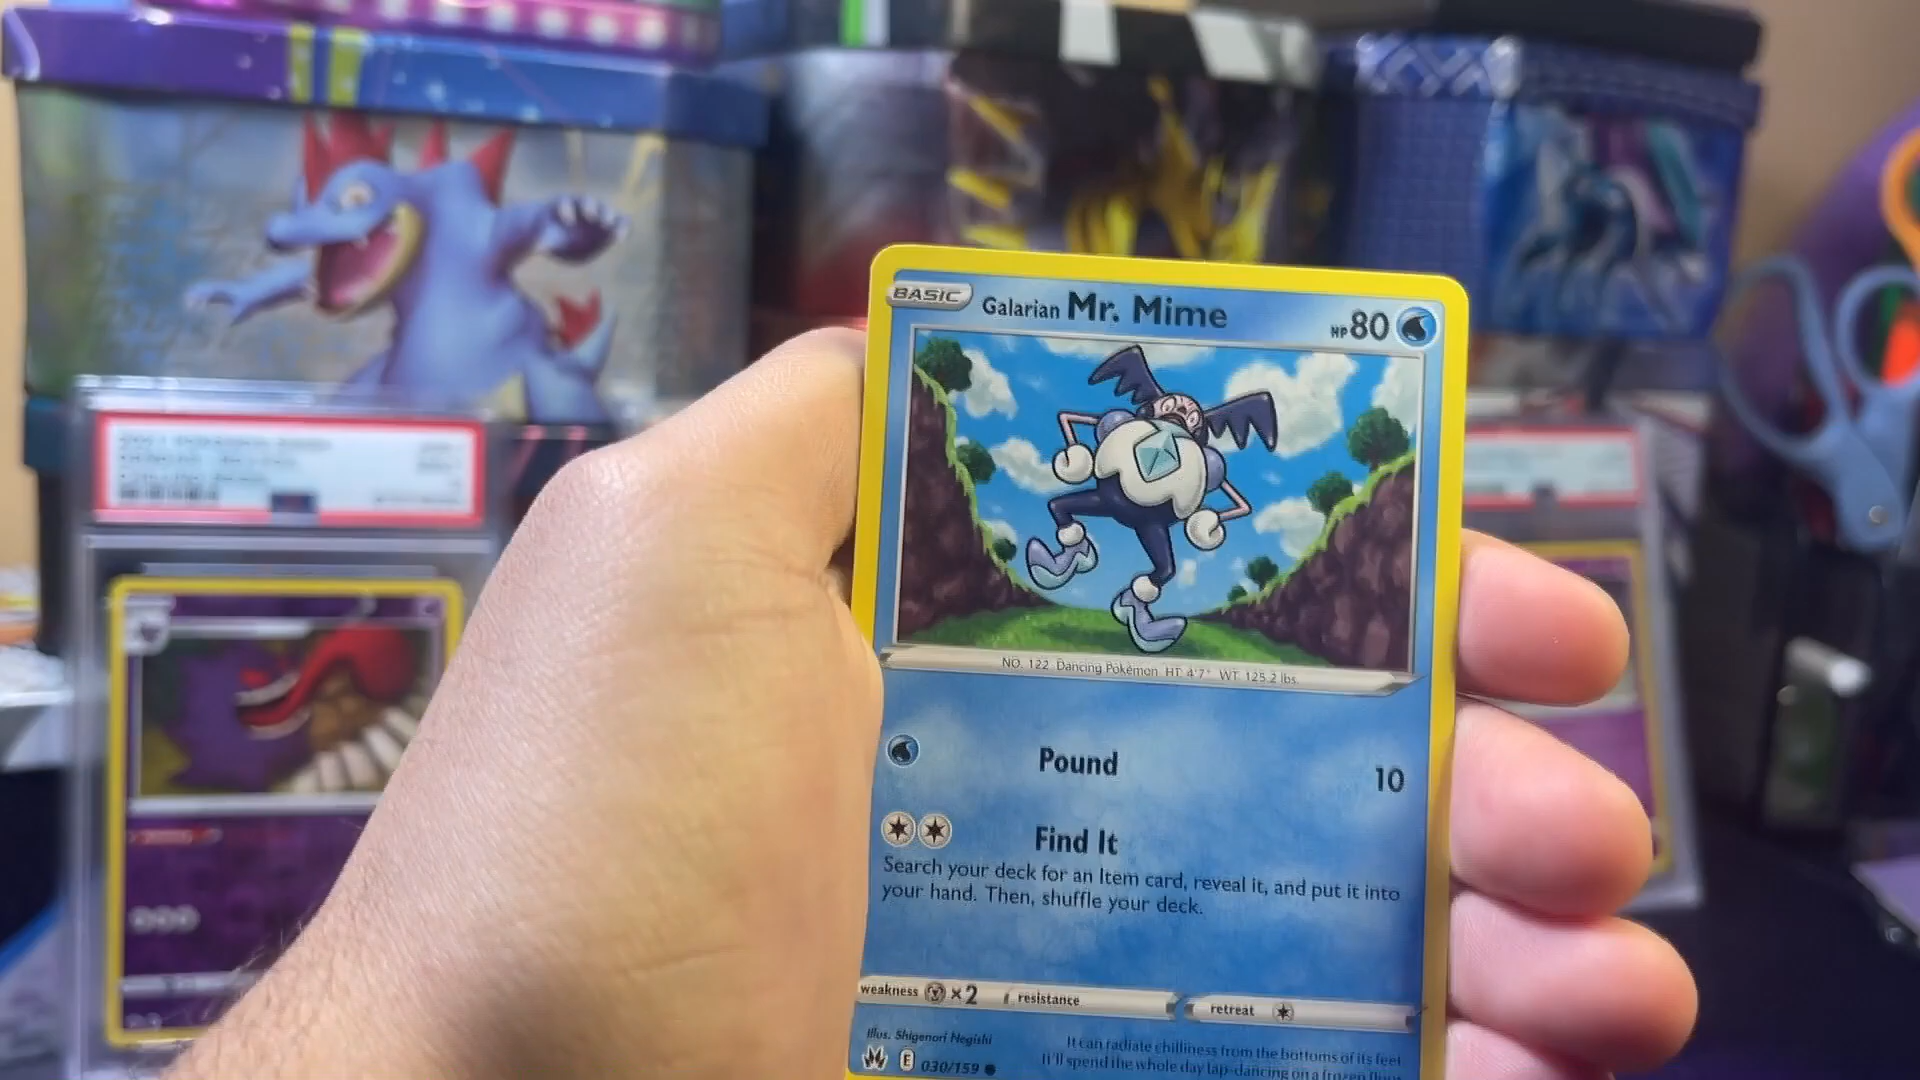 BASIC Galarian Mr. Mime HP 80
NO. 122 Dancing Pokémon HT: 4'7" WT: 125.2 lbs.
Pound 10
Find It
Search your deck for an Item card, reveal it, and put it into
your hand. Then, shuffle your deck.
weakness ×2 resistance retreat
Illus. Shigenori Negishi
E 030/159
It can radiate chilliness from the bottoms of its feet.
It'll spend the whole day tap-dancing on a frozen